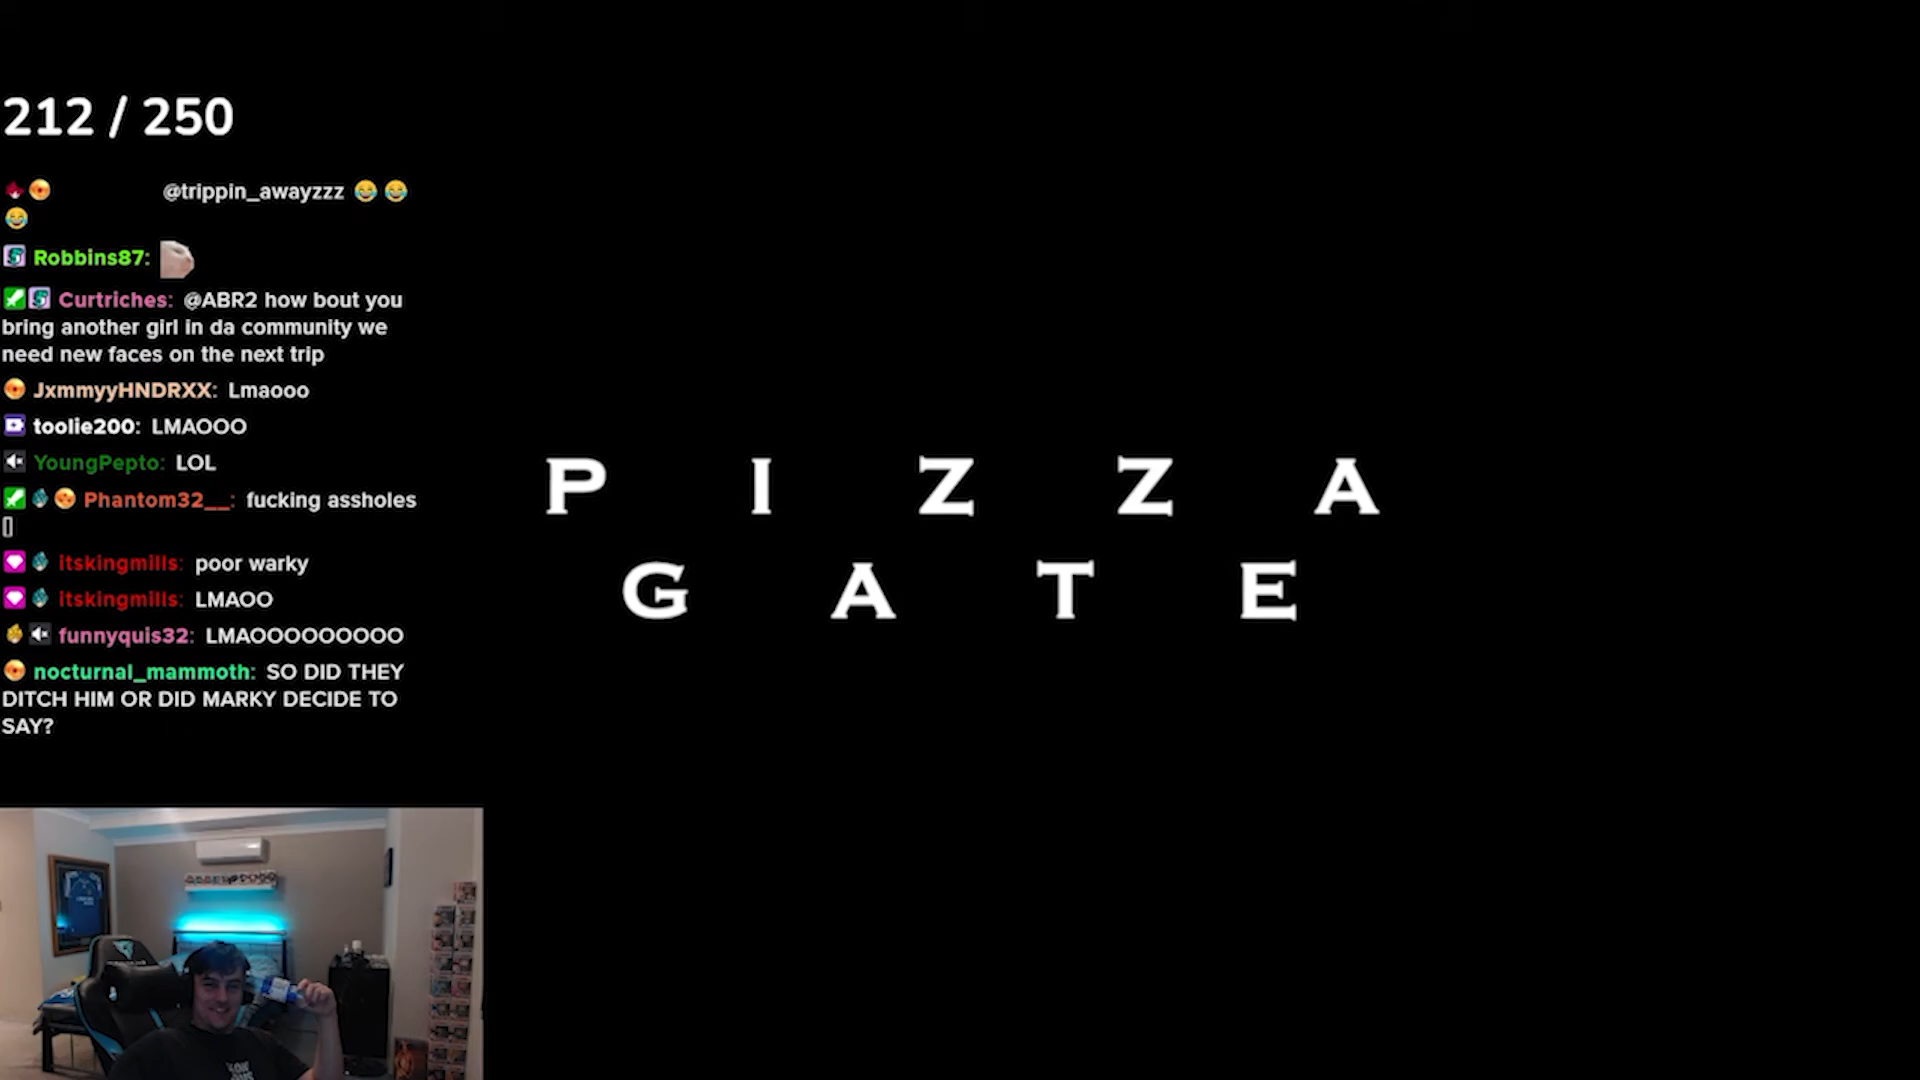 212 / 250
@trippin_awayzzz 😂 😂
😂
Robbins87:
Curtriches: @ABR2 how bout you
bring another girl in da community we
need new faces on the next trip
JxmmyyHNDRXX: Lmaooo
toolie200: LMAOOO
YoungPepto: LOL
Phantom32__: fucking assholes
itskingmills: poor warky
itskingmills: LMAOO
funnyquis32: LMAOOOOOOOOO
nocturnal_mammoth: SO DID THEY
DITCH HIM OR DID MARKY DECIDE TO
SAY?
PIZZA
GATE